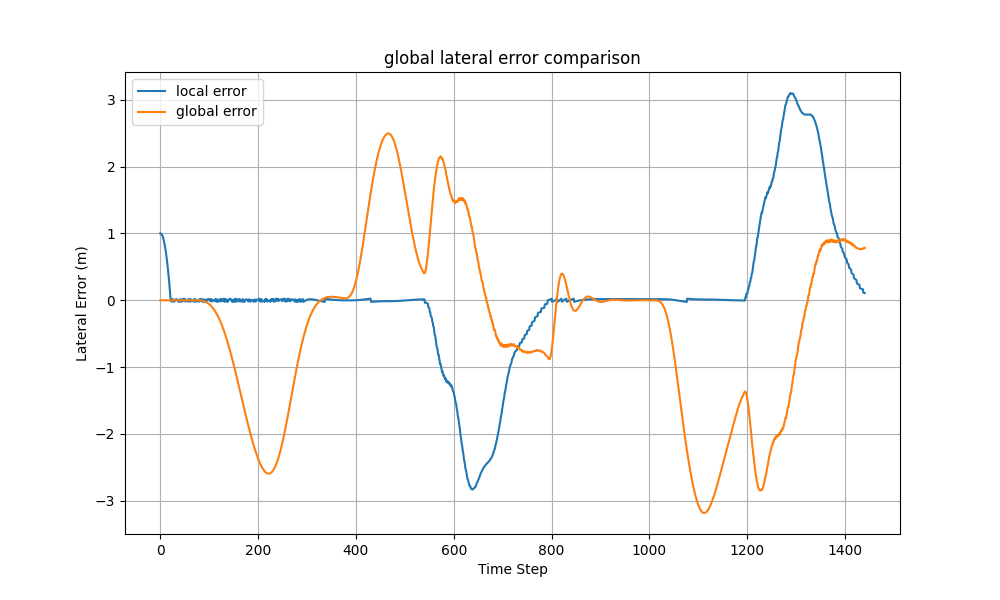 global lateral error comparison
local error
global error
3
2
1
0
−1
−2
−3
Lateral Error (m)
0 200 400 600 800 1000 1200 1400
Time Step